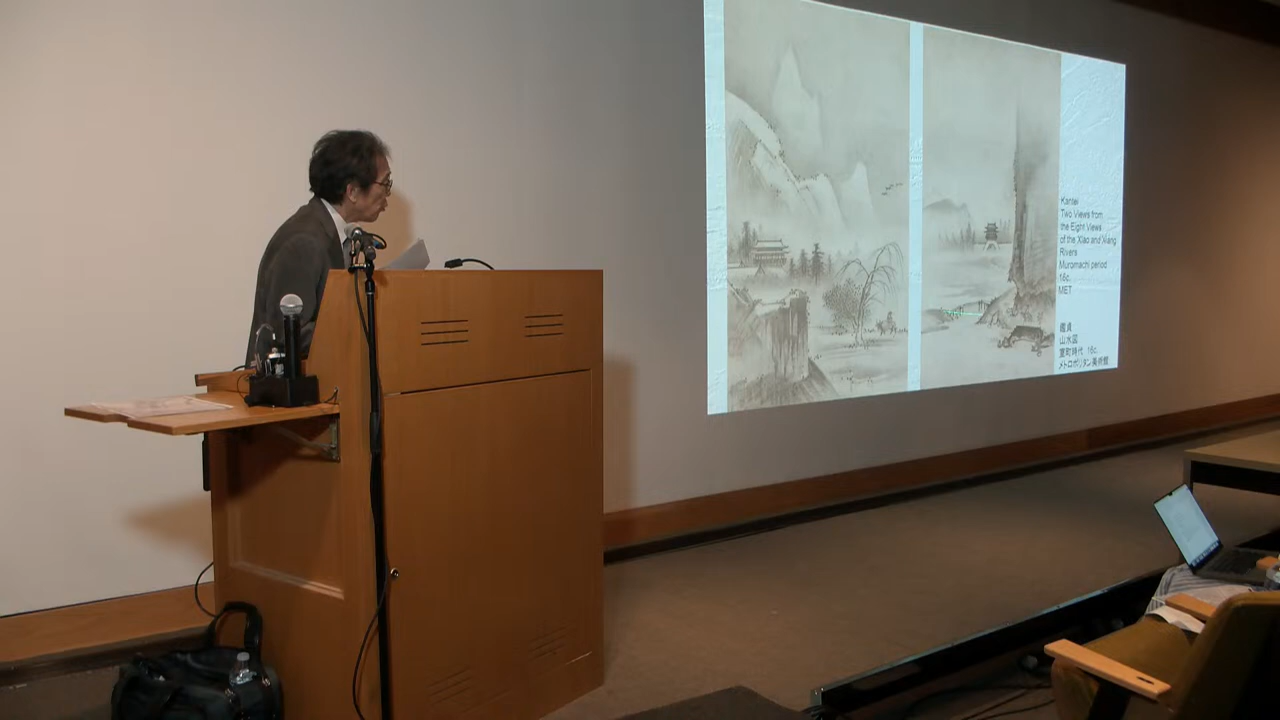 Kantei
Two Views from
the Eight Views
of the Xiao and Xiang
Rivers
Muromachi period
16c.
MET
鑑貞
山水図
室町時代 16c.
メトロポリタン美術館